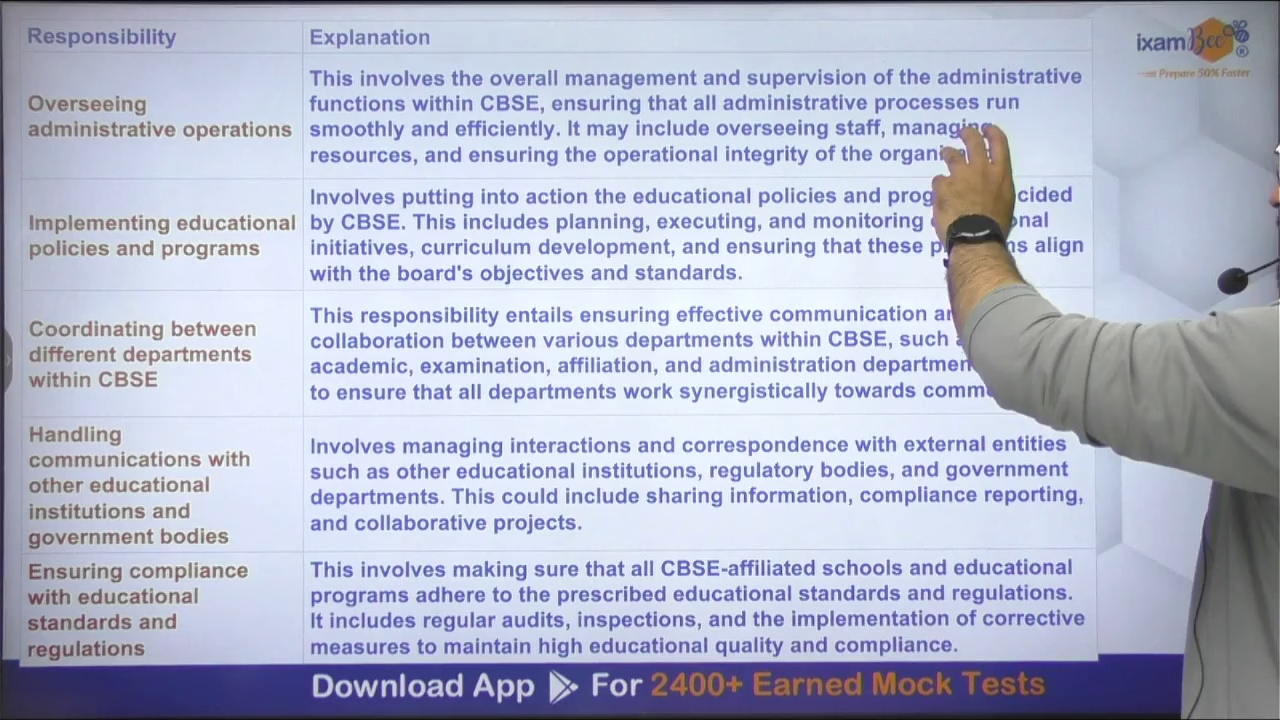 Responsibility
Explanation
Overseeing
administrative operations
This involves the overall management and supervision of the administrative
functions within CBSE, ensuring that all administrative processes run
smoothly and efficiently. It may include overseeing staff, managing
resources, and ensuring the operational integrity of the
Implementing educational
policies and programs
Involves putting into action the educational policies and
by CBSE. This includes planning, executing, and monitoring
initiatives, curriculum development, and ensuring that these align
with the board's objectives and standards.
Coordinating between
different departments
within CBSE
This responsibility entails ensuring effective communication
collaboration between various departments within CBSE, such
academic, examination, affiliation, and administration
to ensure that all departments work synergistically towards
Handling
communications with
other educational
institutions and
government bodies
Involves managing interactions and correspondence with external entities
such as other educational institutions, regulatory bodies, and government
departments. This could include sharing information, compliance reporting,
and collaborative projects.
Ensuring compliance
with educational
standards and
regulations
This involves making sure that all CBSE-affiliated schools and educational
programs adhere to the prescribed educational standards and regulations.
It includes regular audits, inspections, and the implementation of corrective
measures to maintain high educational quality and compliance.
ixamBee®
Prepare 50% Faster
Download App For 2400+ Earned Mock Tests